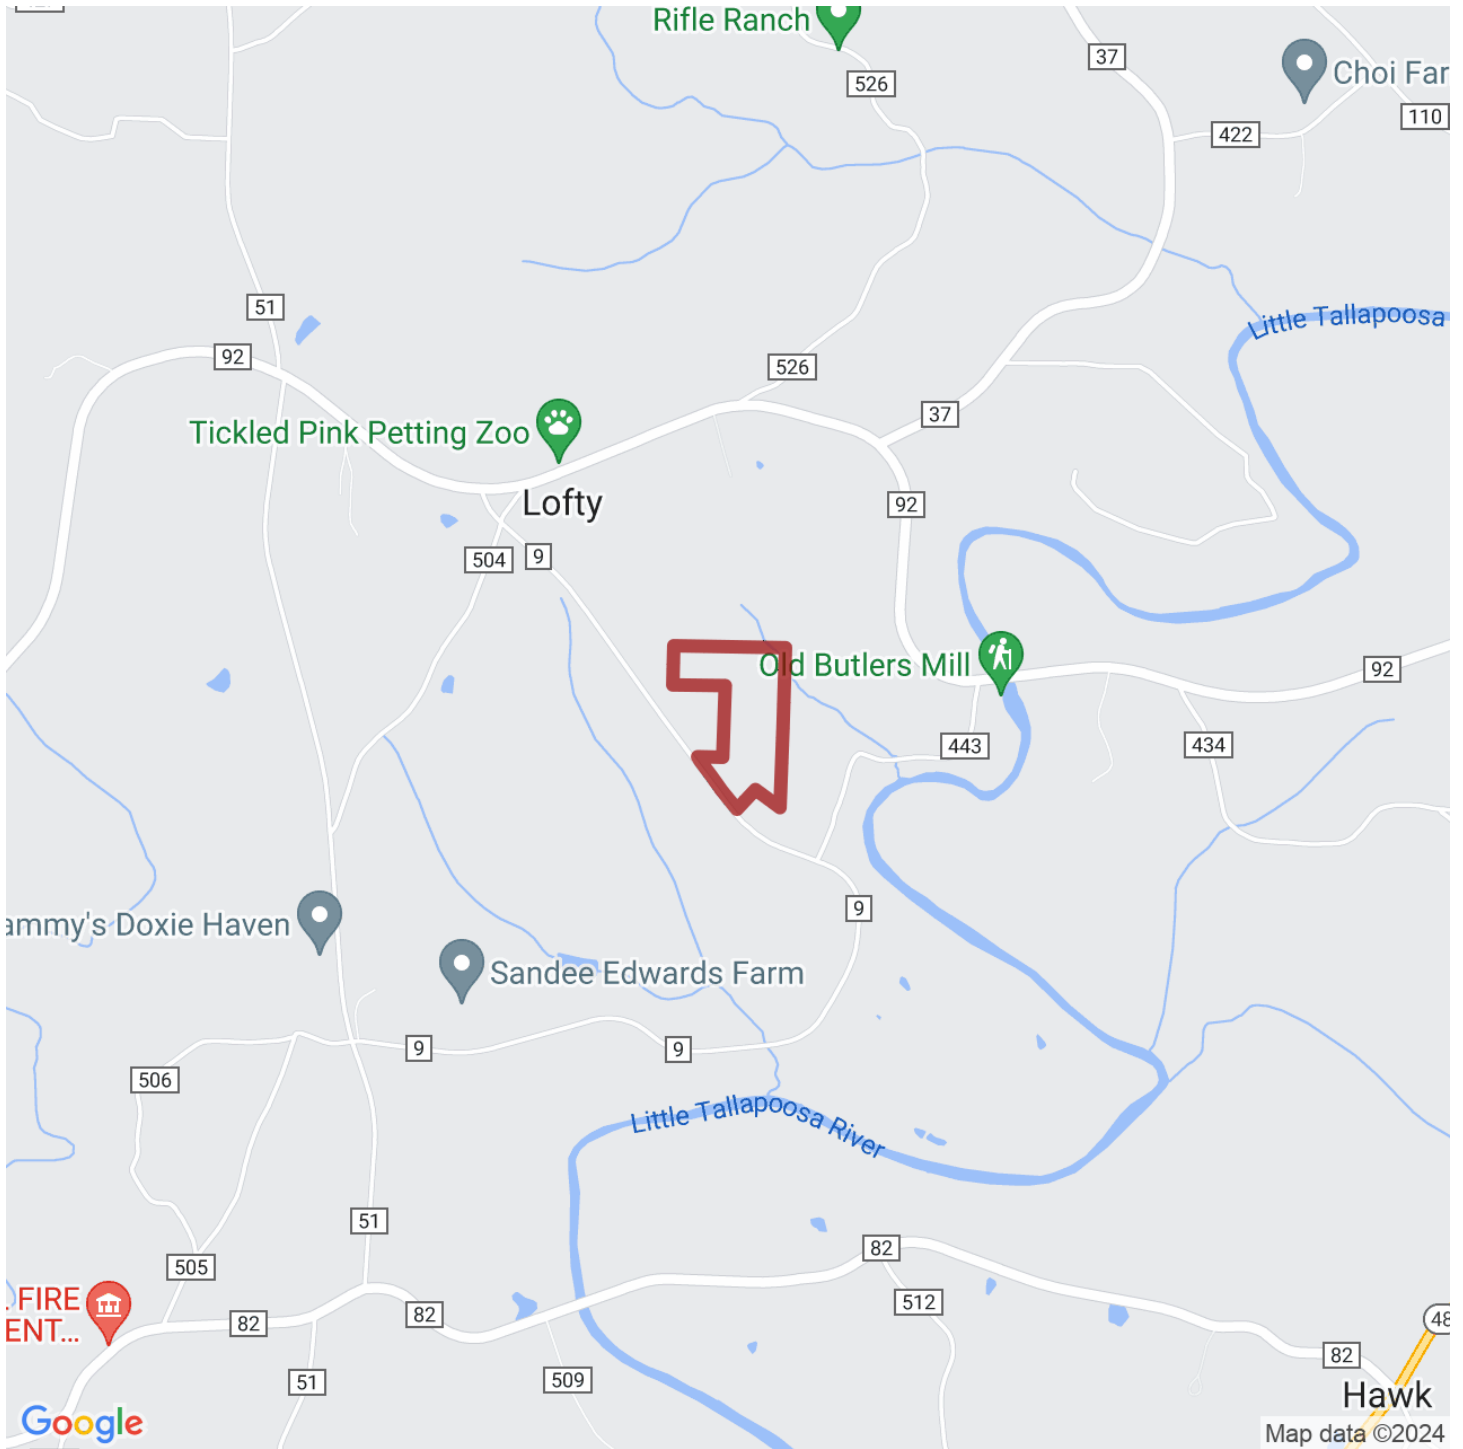 Rifle Ranch
37
526
Choi Far
110
422
51
Little Tallapoosa
92
526
37
Tickled Pink Petting Zoo
Lofty
92
504
9
Old Butlers Mill
92
443
434
9
ammy's Doxie Haven
Sandee Edwards Farm
9
9
506
Little Tallapoosa River
51
82
505
FIRE
ENT...
82
82
512
48
82
51
509
Hawk
Google
Map data ©2024